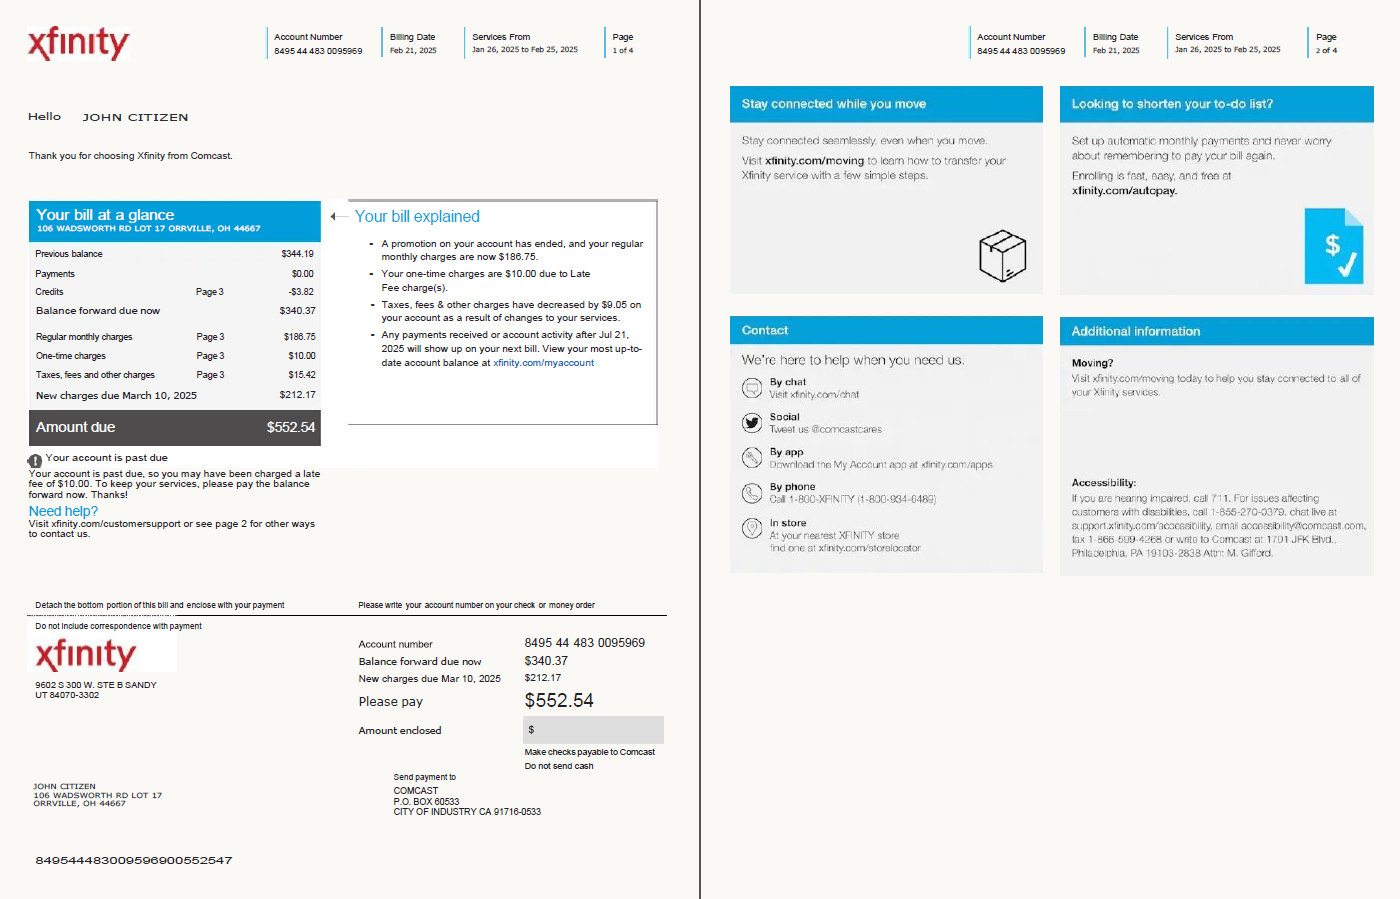 xfinity
Account Number
8495 44 483 0095969
Billing Date
Feb 21, 2025
Services From
Jan 26, 2025 to Feb 25, 2025
Page
1 of 4
Hello JOHN CITIZEN
Thank you for choosing Xfinity from Comcast.
Your bill at a glance
106 WADSWORTH RD LOT 17 ORRVILLE, OH 44667
Previous balance $344.19
Payments $0.00
Credits Page 3 -$3.82
Balance forward due now $340.37
Regular monthly charges Page 3 $186.75
One-time charges Page 3 $10.00
Taxes, fees and other charges Page 3 $15.42
New charges due March 10, 2025 $212.17
Amount due $552.54
! Your account is past due
Your account is past due, so you may have been charged a late
fee of $10.00. To keep your services, please pay the balance
forward now. Thanks!
Need help?
Visit xfinity.com/customersupport or see page 2 for other ways
to contact us.
Your bill explained
- A promotion on your account has ended, and your regular
monthly charges are now $186.75.
- Your one-time charges are $10.00 due to Late
Fee charge(s).
- Taxes, fees & other charges have decreased by $9.05 on
your account as a result of changes to your services.
- Any payments received or account activity after Jul 21,
2025 will show up on your next bill. View your most up-to-
date account balance at xfinity.com/myaccount
Detach the bottom portion of this bill and enclose with your payment
Please write your account number on your check or money order
Do not include correspondence with payment
xfinity
9602 S 300 W. STE B SANDY
UT 84070-3302
Account number 8495 44 483 0095969
Balance forward due now $340.37
New charges due Mar 10, 2025 $212.17
Please pay $552.54
Amount enclosed $
Make checks payable to Comcast
Do not send cash
JOHN CITIZEN
106 WADSWORTH RD LOT 17
ORRVILLE, OH 44667
Send payment to
COMCAST
P.O. BOX 60533
CITY OF INDUSTRY CA 91716-0533
849544483009596900552547
Account Number
8495 44 483 0095969
Billing Date
Feb 21, 2025
Services From
Jan 26, 2025 to Feb 25, 2025
Page
2 of 4
Stay connected while you move
Stay connected seamlessly, even when you move.
Visit xfinity.com/moving to learn how to transfer your
Xfinity service with a few simple steps.
Looking to shorten your to-do list?
Set up automatic monthly payments and never worry
about remembering to pay your bill again.
Enrolling is fast, easy, and free at
xfinity.com/autopay.
$
Contact
We're here to help when you need us.
By chat
Visit xfinity.com/chat
Social
Tweet us @comcastcares
By app
Download the My Account app at xfinity.com/apps
By phone
Call 1-800-XFINITY (1-800-934-6489)
In store
At your nearest XFINITY store
find one at xfinity.com/storelocator
Additional information
Moving?
Visit xfinity.com/moving today to help you stay connected to all of
your Xfinity services.
Accessibility:
If you are hearing impaired, call 711. For issues affecting
customers with disabilities, call 1-855-270-0379, chat live at
support.xfinity.com/accessibility, email accessibility@comcast.com,
fax 1-866-599-4268 or write to Comcast at 1701 JFK Blvd.,
Philadelphia, PA 19103-2838 Attn: M. Gifford.